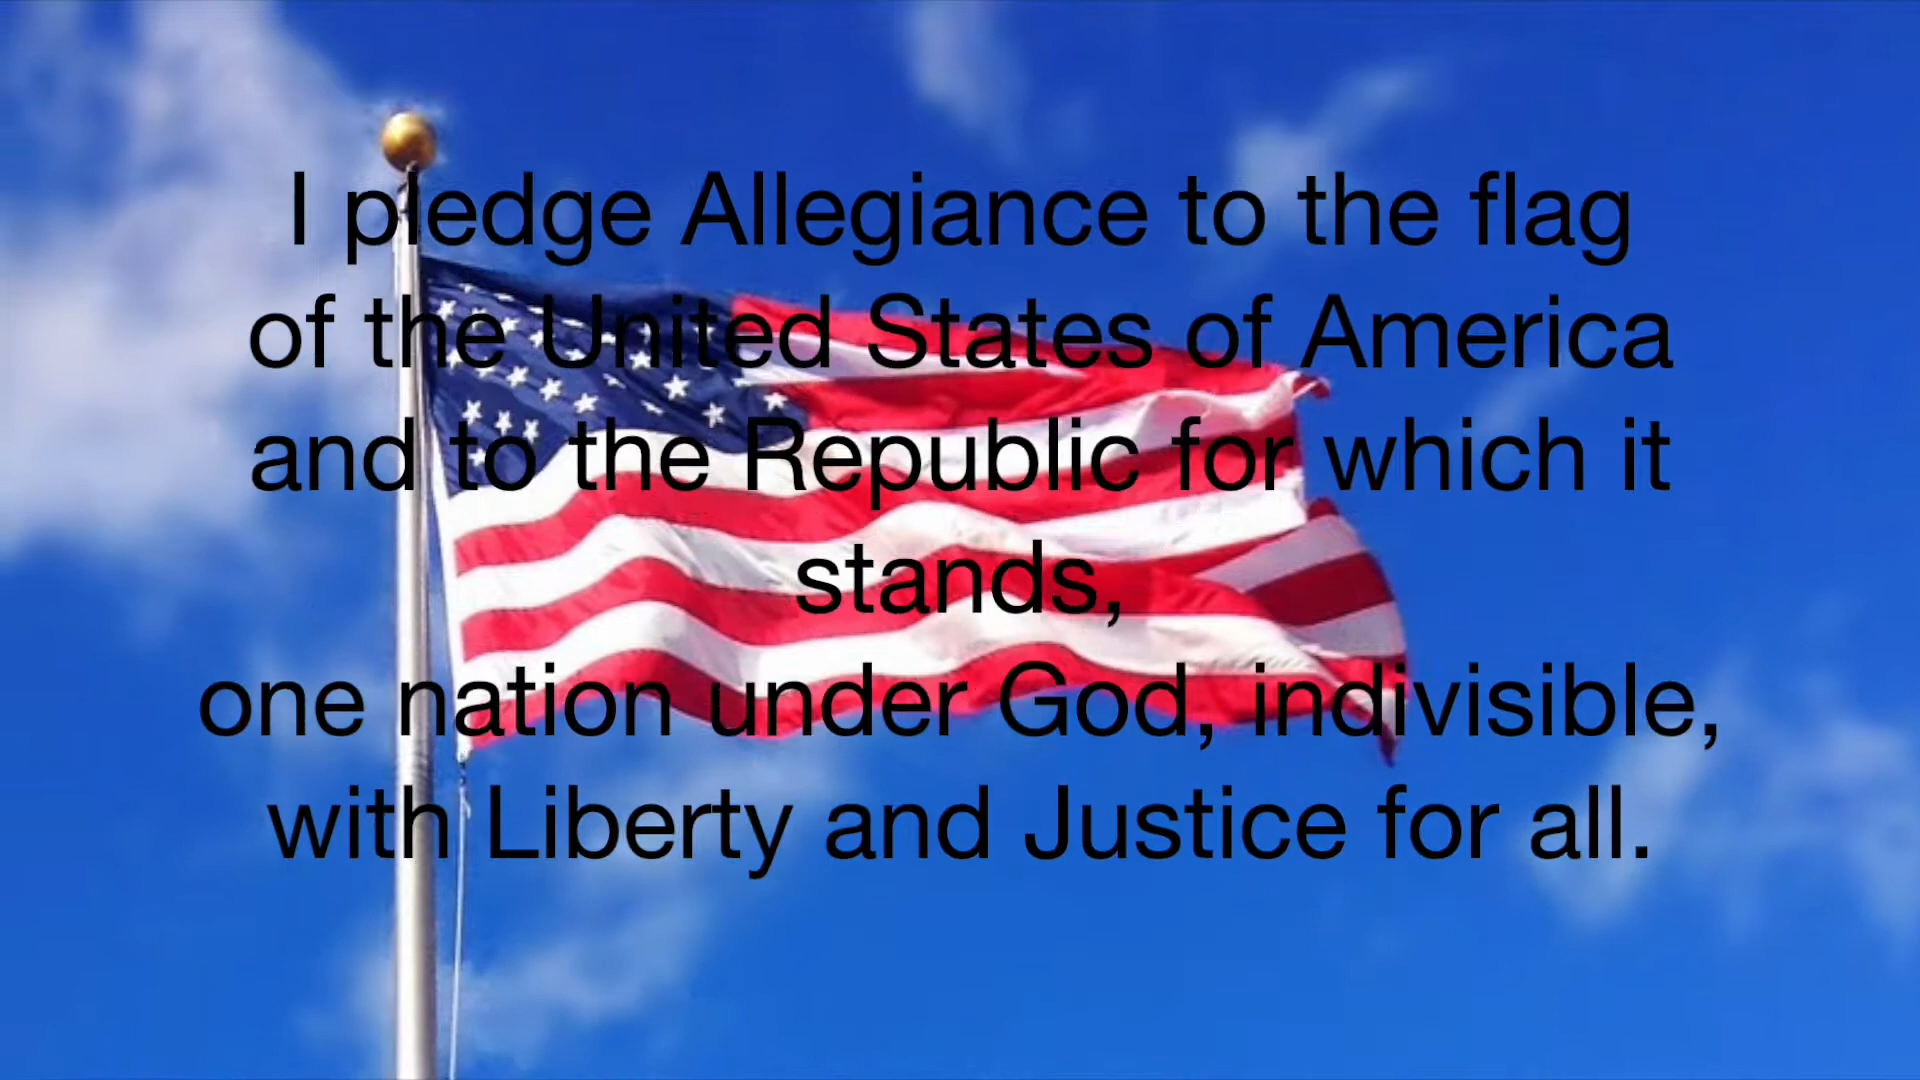 I pledge Allegiance to the flag
of the United States of America
and to the Republic for which it
stands,
one nation under God, indivisible,
with Liberty and Justice for all.